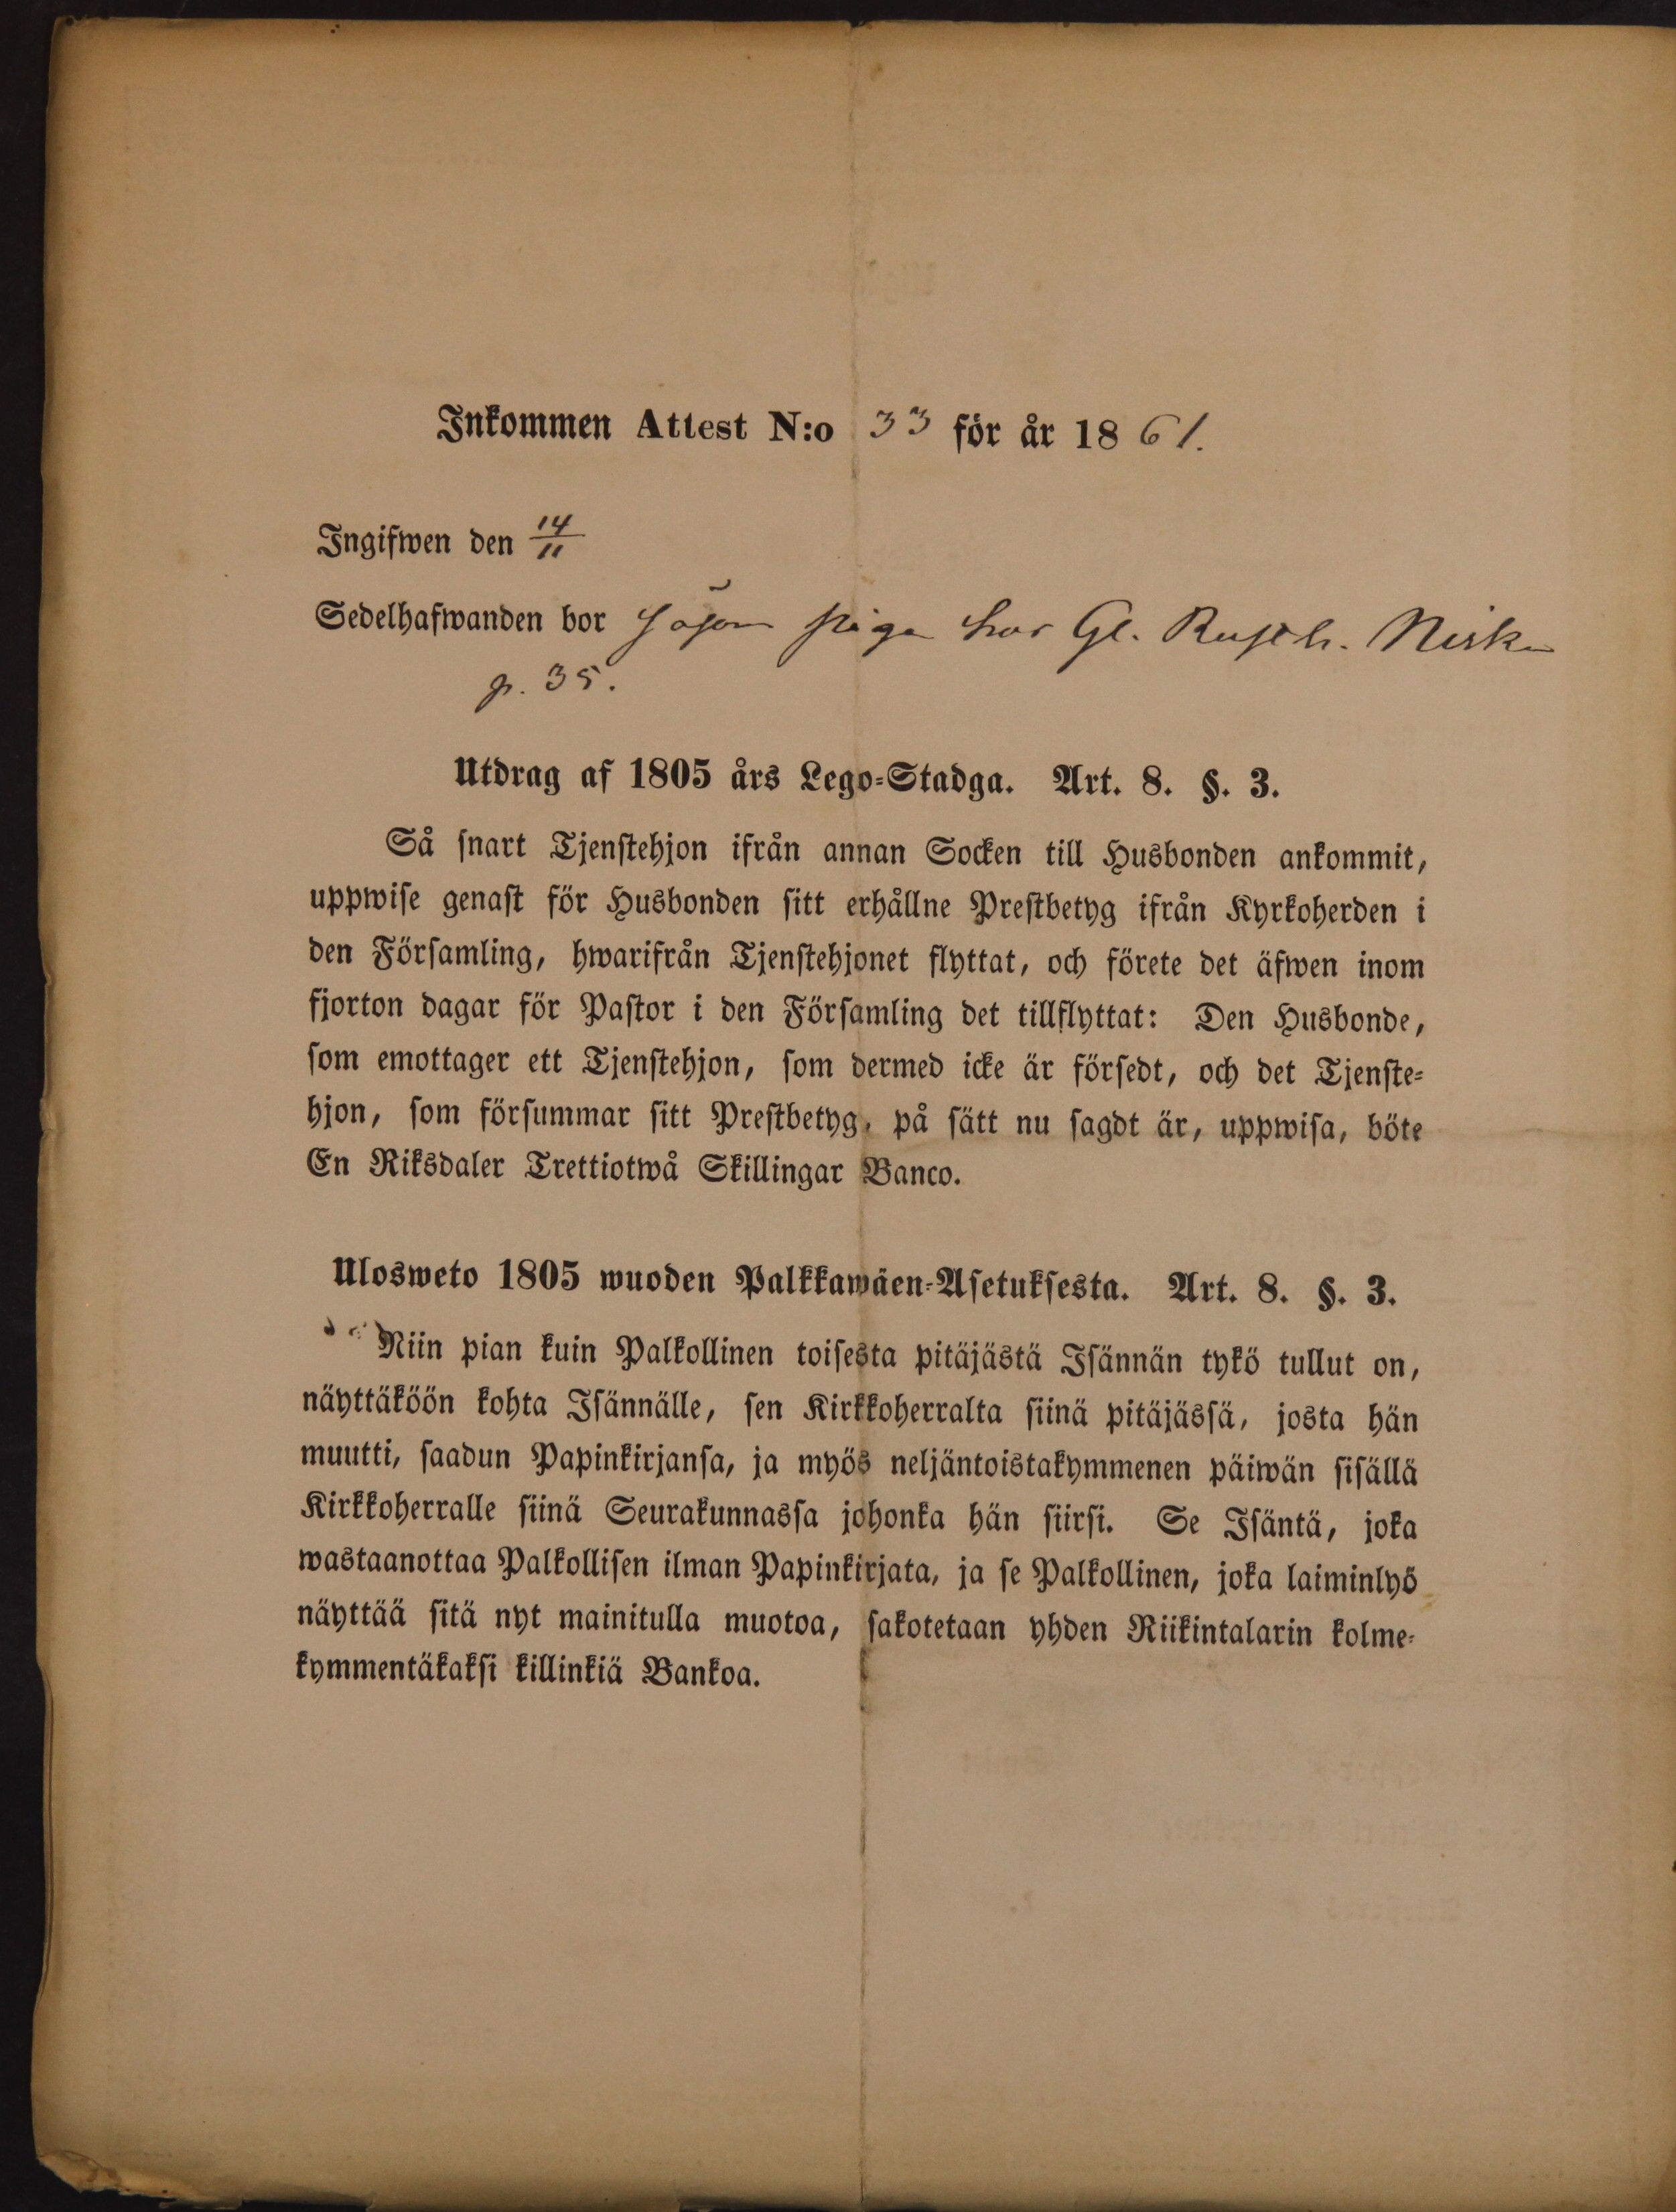 Inkommen Attest N:o 33 för år 1861.
Ingifwen den 14/11
Sedelhafwanden bor såsom piga hos Gl. Rusth. Nisk
p. 35.
Utdrag af 1805 års Lego-Stadga. Art. 8. §. 3.
Så snart Tjenstehjon ifrån annan Socken till Husbonden ankommit,
uppwise genast för Husbonden sitt erhållne Prestbetyg ifrån Kyrkoherden i
den Församling, hwarifrån Tjenstehjonet flyttat, och förete det äfwen inom
fjorton dagar för Pastor i den Församling det tillflyttat: Den Husbonde,
som emottager ett Tjenstehjon, som dermed icke är försedt, och det Tjenste-
hjon, som försummar sitt Prestbetyg, på sätt nu sagdt är, uppwisa, böte
En Riksdaler Trettiotwå Skillingar Banco.
Ulosweto 1805 wuoden Palkkawäen-Asetuksesta. Art. 8. §. 3.
Niin pian kuin Palkollinen toisesta pitäjästä Isännän tykö tullut on,
näyttäköön kohta Isännälle, sen Kirkkoherralta siinä pitäjässä, josta hän
muutti, saadun Papinkirjansa, ja myös neljäntoistakymmenen päiwän sisällä
Kirkkoherralle siinä Seurakunnassa johonka hän siirsi. Se Isäntä, joka
wastaanottaa Palkollisen ilman Papinkirjata, ja se Palkollinen, joka laiminlyö
näyttää sitä nyt mainitulla muotoa, sakotetaan yhden Riikintalarin kolme-
kymmentäkaksi killinkiä Bankoa.